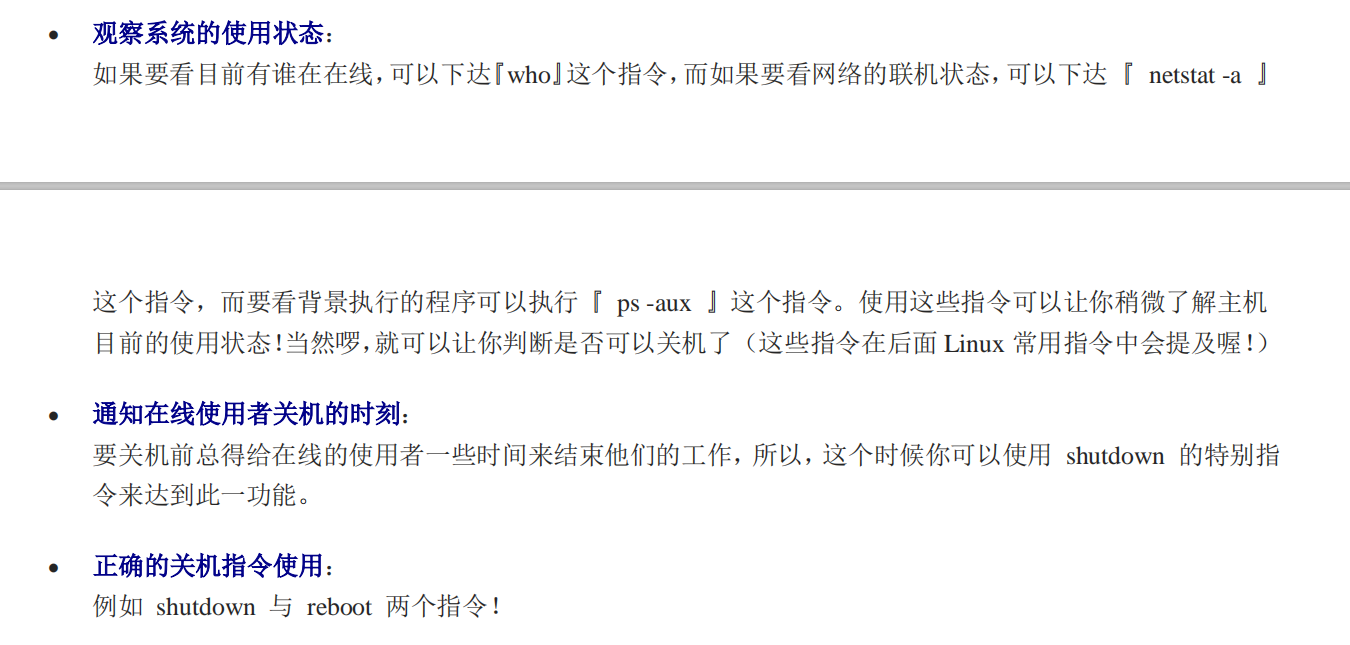 • 观察系统的使用状态：
如果要看目前有谁在在线，可以下达『who』这个指令，而如果要看网络的联机状态，可以下达 『 netstat -a 』
这个指令，而要看背景执行的程序可以执行『 ps -aux 』这个指令。使用这些指令可以让你稍微了解主机
目前的使用状态！当然啰，就可以让你判断是否可以关机了（这些指令在后面 Linux 常用指令中会提及喔！）
• 通知在线使用者关机的时刻：
要关机前总得给在线的使用者一些时间来结束他们的工作，所以，这个时候你可以使用 shutdown 的特别指
令来达到此一功能。
• 正确的关机指令使用：
例如 shutdown 与 reboot 两个指令！